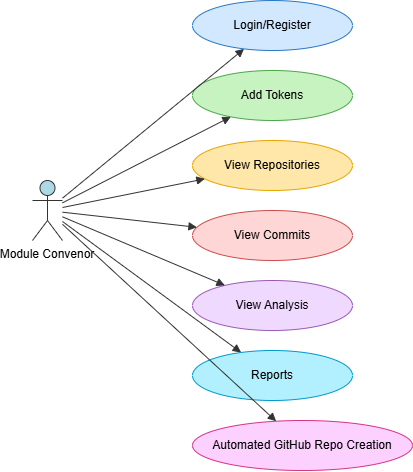 Login/Register
Add Tokens
View Repositories
View Commits
Module Convenor
View Analysis
Reports
Automated GitHub Repo Creation